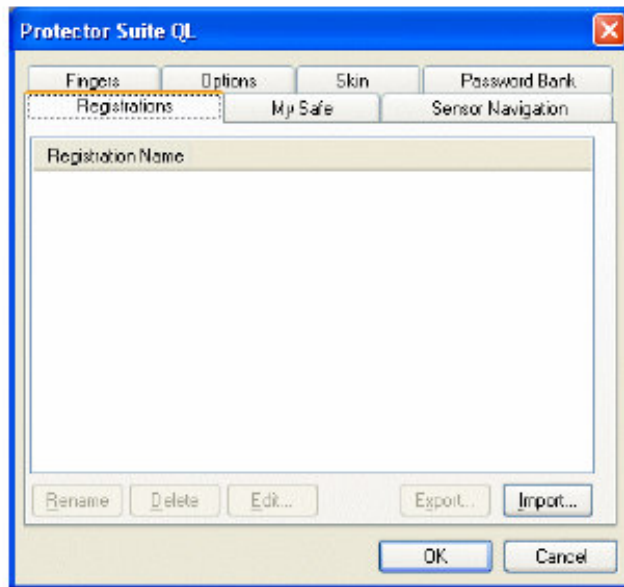 Protector Suite QL
Fingers Options Skin Password Bank
Registrations My Safe Sensor Navigation
Registration Name
Rename Delete Edit... Export... Import...
OK Cancel